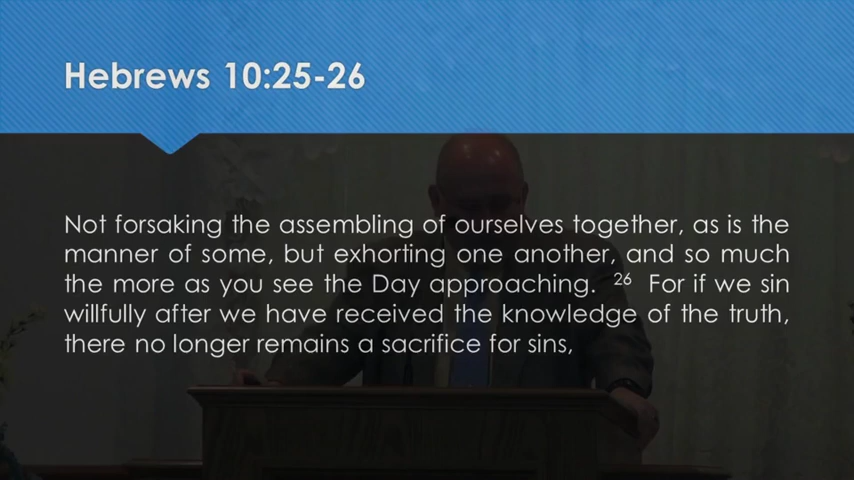 Hebrews 10:25-26
Not forsaking the assembling of ourselves together, as is the
manner of some, but exhorting one another, and so much
the more as you see the Day approaching. 26 For if we sin
willfully after we have received the knowledge of the truth,
there no longer remains a sacrifice for sins,